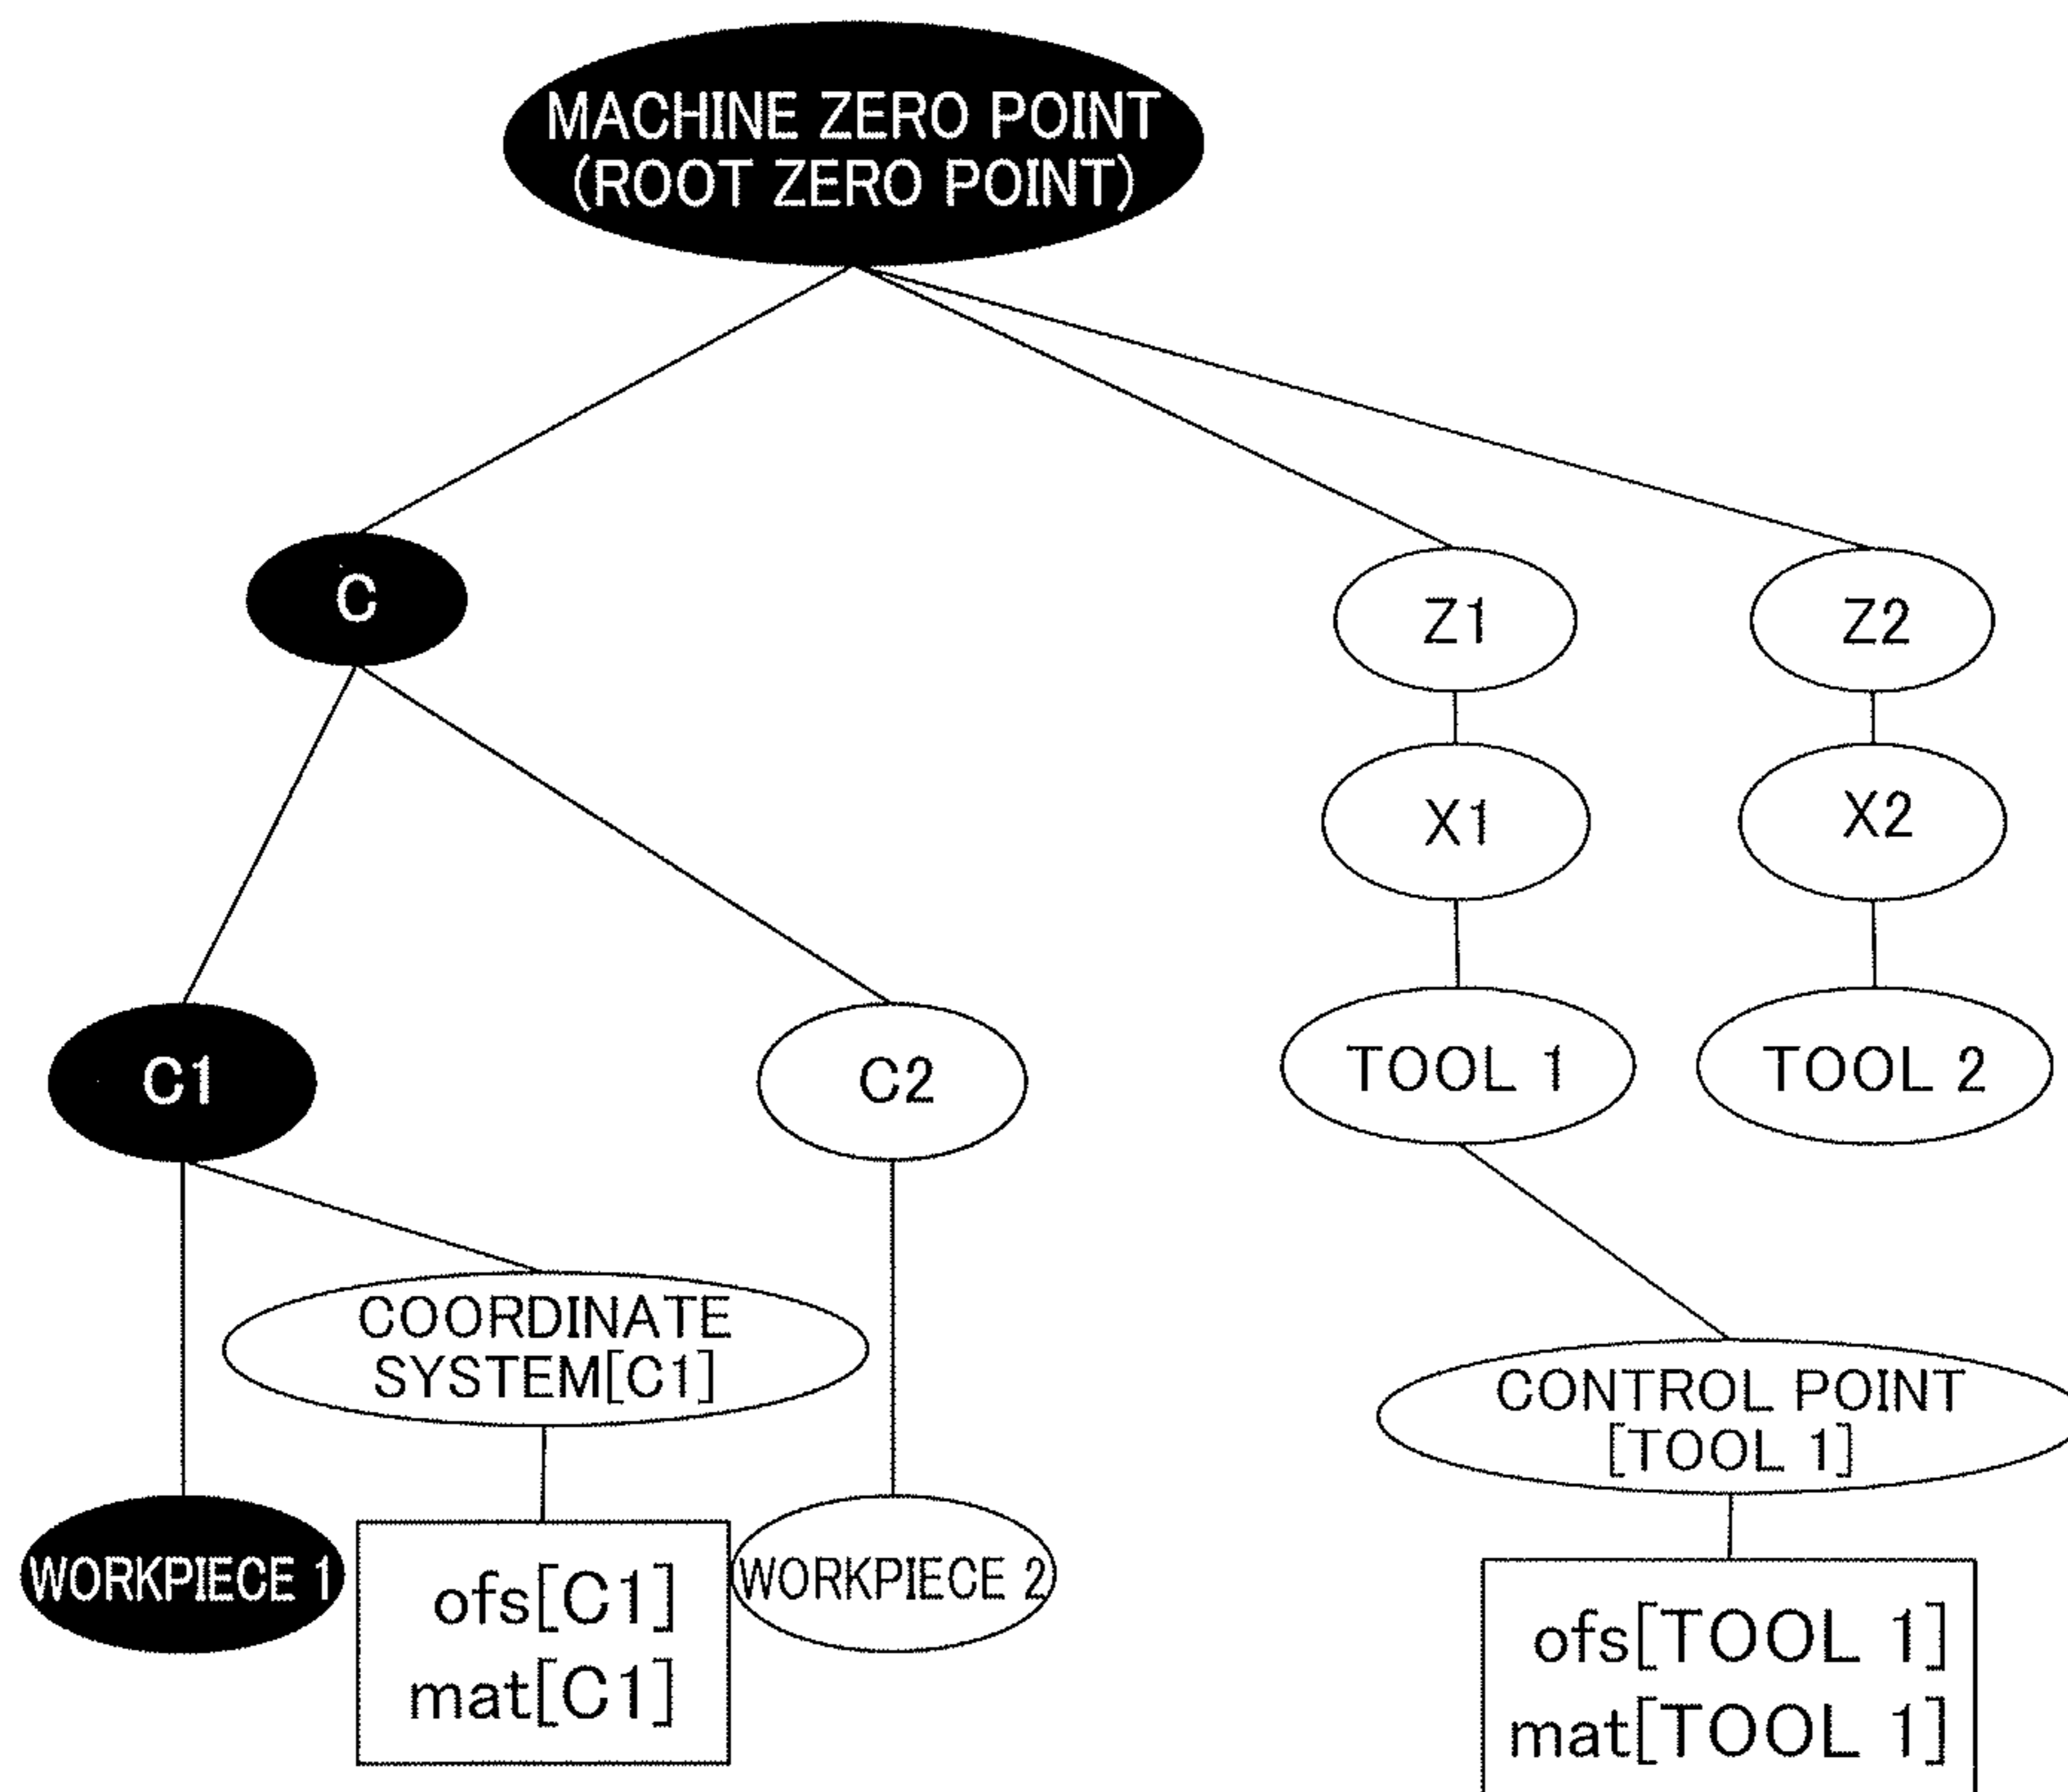 MACHINE ZERO POINT
(ROOT ZERO POINT)
C
Z1
Z2
X1
X2
C1
C2
TOOL 1
TOOL 2
COORDINATE
SYSTEM[C1]
CONTROL POINT
[TOOL 1]
WORKPIECE 1
ofs[C1]
mat[C1]
WORKPIECE 2
ofs[TOOL 1]
mat[TOOL 1]